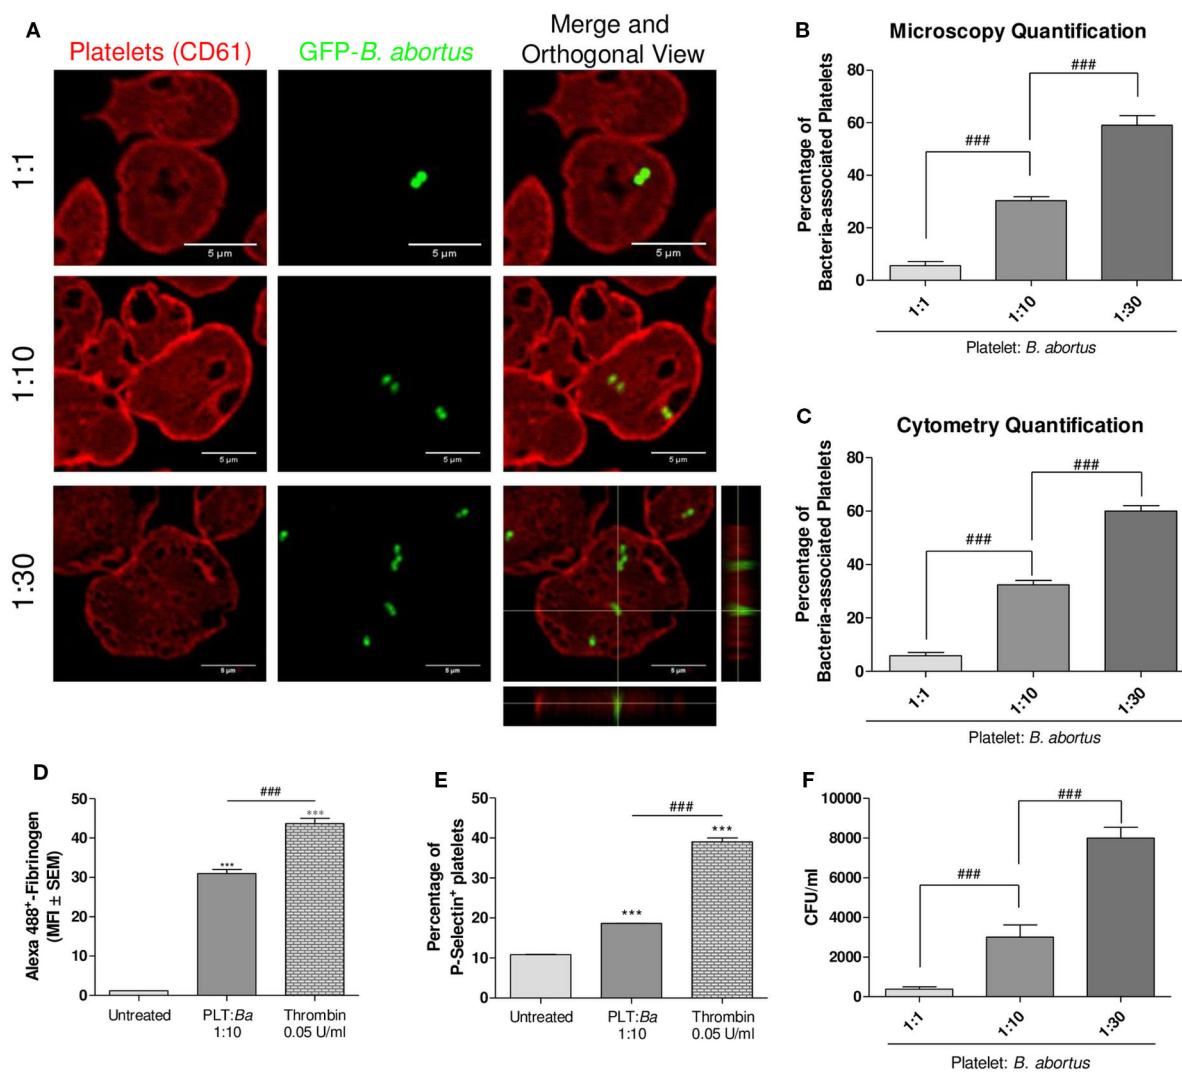 A
Platelets (CD61)
GFP-B. abortus
Merge and
Orthogonal View
1:1
5 µm
5 µm
5 µm
1:10
5 µm
5 µm
5 µm
1:30
5 µm
5 µm
5 µm
B
Microscopy Quantification
Percentage of
Bacteria-associated Platelets
80
60
40
20
0
###
###
1:1
1:10
1:30
Platelet: B. abortus
C
Cytometry Quantification
Percentage of
Bacteria-associated Platelets
80
60
40
20
0
###
###
1:1
1:10
1:30
Platelet: B. abortus
D
Alexa 488⁺-Fibrinogen
(MFI ± SEM)
50
40
30
20
10
0
###
***
***
Untreated
PLT:Ba
1:10
Thrombin
0.05 U/ml
E
Percentage of
P-Selectin⁺ platelets
50
40
30
20
10
0
###
***
***
Untreated
PLT:Ba
1:10
Thrombin
0.05 U/ml
F
CFU/ml
10000
8000
6000
4000
2000
0
###
###
1:1
1:10
1:30
Platelet: B. abortus